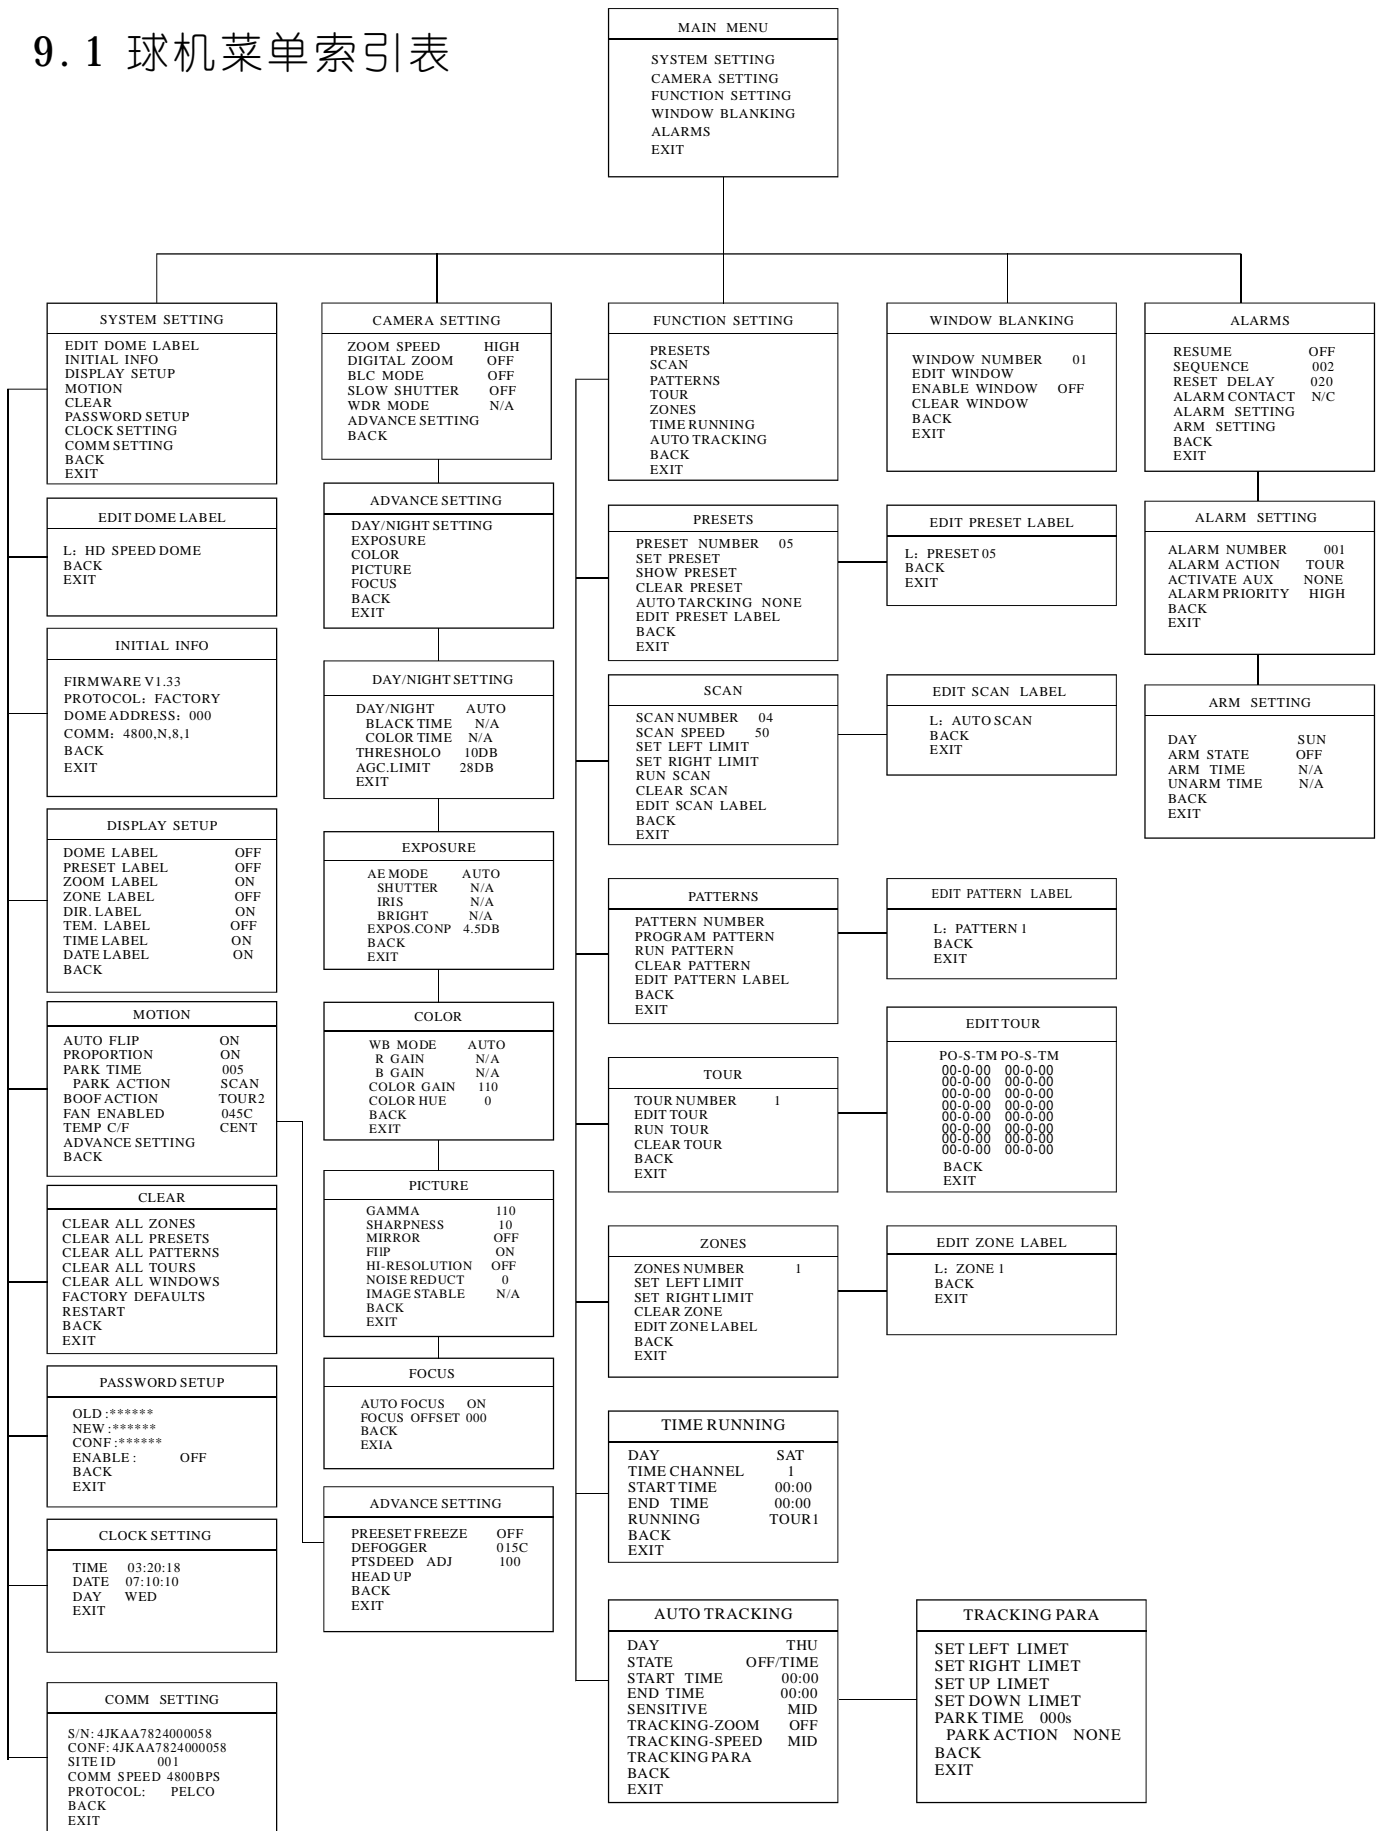 9.1 球机菜单索引表
MAIN MENU
SYSTEM SETTING
CAMERA SETTING
FUNCTION SETTING
WINDOW BLANKING
ALARMS
EXIT
SYSTEM SETTING
EDIT DOME LABEL
INITIAL INFO
DISPLAY SETUP
MOTION
CLEAR
PASSWORD SETUP
CLOCK SETTING
COMM SETTING
BACK
EXIT
EDIT DOME LABEL
L: HD SPEED DOME
BACK
EXIT
INITIAL INFO
FIRMWARE V1.33
PROTOCOL: FACTORY
DOME ADDRESS: 000
COMM: 4800,N,8,1
BACK
EXIT
DISPLAY SETUP
DOME LABEL OFF
PRESET LABEL OFF
ZOOM LABEL ON
ZONE LABEL OFF
DIR. LABEL ON
TEM. LABEL OFF
TIME LABEL ON
DATE LABEL ON
BACK
MOTION
AUTO FLIP ON
PROPORTION ON
PARK TIME 005
PARK ACTION SCAN
BOOF ACTION TOUR2
FAN ENABLED 045C
TEMP C/F CENT
ADVANCE SETTING
BACK
CLEAR
CLEAR ALL ZONES
CLEAR ALL PRESETS
CLEAR ALL PATTERNS
CLEAR ALL TOURS
CLEAR ALL WINDOWS
FACTORY DEFAULTS
RESTART
BACK
EXIT
PASSWORD SETUP
OLD :******
NEW :******
CONF :******
ENABLE : OFF
BACK
EXIT
CLOCK SETTING
TIME 03:20:18
DATE 07:10:10
DAY WED
EXIT
COMM SETTING
S/N: 4JKAA7824000058
CONF: 4JKAA7824000058
SITE ID 001
COMM SPEED 4800BPS
PROTOCOL: PELCO
BACK
EXIT
CAMERA SETTING
ZOOM SPEED HIGH
DIGITAL ZOOM OFF
BLC MODE OFF
SLOW SHUTTER OFF
WDR MODE N/A
ADVANCE SETTING
BACK
ADVANCE SETTING
DAY/NIGHT SETTING
EXPOSURE
COLOR
PICTURE
FOCUS
BACK
EXIT
DAY/NIGHT SETTING
DAY/NIGHT AUTO
BLACK TIME N/A
COLOR TIME N/A
THRESHOLO 10DB
AGC.LIMIT 28DB
EXIT
EXPOSURE
AE MODE AUTO
SHUTTER N/A
IRIS N/A
BRIGHT N/A
EXPOS.CONP 4.5DB
BACK
EXIT
COLOR
WB MODE AUTO
R GAIN N/A
B GAIN N/A
COLOR GAIN 110
COLOR HUE 0
BACK
EXIT
PICTURE
GAMMA 110
SHARPNESS 10
MIRROR OFF
FIIP ON
HI-RESOLUTION OFF
NOISE REDUCT 0
IMAGE STABLE N/A
BACK
EXIT
FOCUS
AUTO FOCUS ON
FOCUS OFFSET 000
BACK
EXIA
ADVANCE SETTING
PREESET FREEZE OFF
DEFOGGER 015C
PTSDEED ADJ 100
HEAD UP
BACK
EXIT
FUNCTION SETTING
PRESETS
SCAN
PATTERNS
TOUR
ZONES
TIME RUNNING
AUTO TRACKING
BACK
EXIT
PRESETS
PRESET NUMBER 05
SET PRESET
SHOW PRESET
CLEAR PRESET
AUTO TARCKING NONE
EDIT PRESET LABEL
BACK
EXIT
SCAN
SCAN NUMBER 04
SCAN SPEED 50
SET LEFT LIMIT
SET RIGHT LIMIT
RUN SCAN
CLEAR SCAN
EDIT SCAN LABEL
BACK
EXIT
PATTERNS
PATTERN NUMBER
PROGRAM PATTERN
RUN PATTERN
CLEAR PATTERN
EDIT PATTERN LABEL
BACK
EXIT
TOUR
TOUR NUMBER 1
EDIT TOUR
RUN TOUR
CLEAR TOUR
BACK
EXIT
ZONES
ZONES NUMBER 1
SET LEFT LIMIT
SET RIGHT LIMIT
CLEAR ZONE
EDIT ZONE LABEL
BACK
EXIT
TIME RUNNING
DAY SAT
TIME CHANNEL 1
START TIME 00:00
END TIME 00:00
RUNNING TOUR1
BACK
EXIT
AUTO TRACKING
DAY THU
STATE OFF/TIME
START TIME 00:00
END TIME 00:00
SENSITIVE MID
TRACKING-ZOOM OFF
TRACKING-SPEED MID
TRACKING PARA
BACK
EXIT
WINDOW BLANKING
WINDOW NUMBER 01
EDIT WINDOW
ENABLE WINDOW OFF
CLEAR WINDOW
BACK
EXIT
EDIT PRESET LABEL
L: PRESET 05
BACK
EXIT
EDIT SCAN LABEL
L: AUTO SCAN
BACK
EXIT
EDIT PATTERN LABEL
L: PATTERN 1
BACK
EXIT
EDIT TOUR
PO-S-TM PO-S-TM
00-0-00 00-0-00
00-0-00 00-0-00
00-0-00 00-0-00
00-0-00 00-0-00
00-0-00 00-0-00
00-0-00 00-0-00
00-0-00 00-0-00
00-0-00 00-0-00
BACK
EXIT
EDIT ZONE LABEL
L: ZONE 1
BACK
EXIT
TRACKING PARA
SET LEFT LIMET
SET RIGHT LIMET
SET UP LIMET
SET DOWN LIMET
PARK TIME 000s
PARK ACTION NONE
BACK
EXIT
ALARMS
RESUME OFF
SEQUENCE 002
RESET DELAY 020
ALARM CONTACT N/C
ALARM SETTING
ARM SETTING
BACK
EXIT
ALARM SETTING
ALARM NUMBER 001
ALARM ACTION TOUR
ACTIVATE AUX NONE
ALARM PRIORITY HIGH
BACK
EXIT
ARM SETTING
DAY SUN
ARM STATE OFF
ARM TIME N/A
UNARM TIME N/A
BACK
EXIT